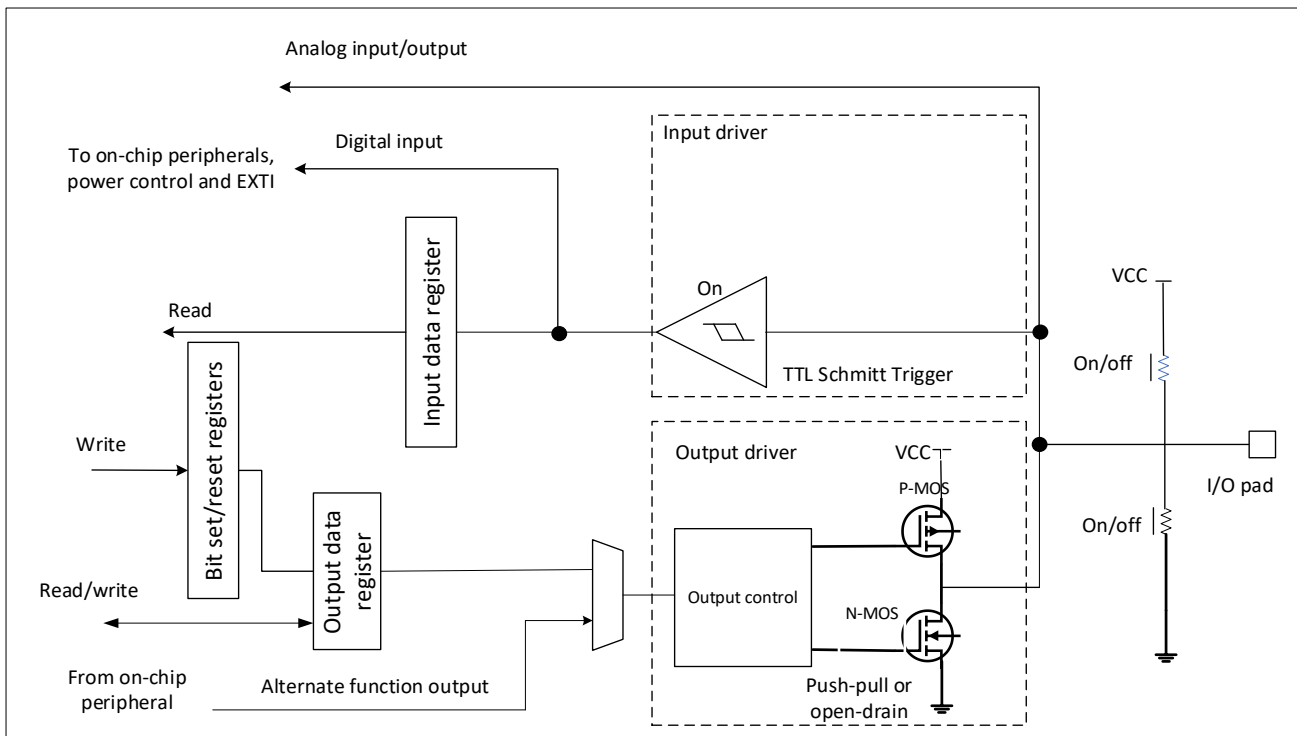 Analog input/output
Input driver
Digital input
To on-chip peripherals,
power control and EXTI
Input data register
On
VCC
Read
On/off
TTL Schmitt Trigger
Bit set/reset registers
Write
Output driver
VCC
P-MOS
I/O pad
On/off
Output data
register
Read/write
Output control
N-MOS
From on-chip
peripheral
Alternate function output
Push-pull or
open-drain